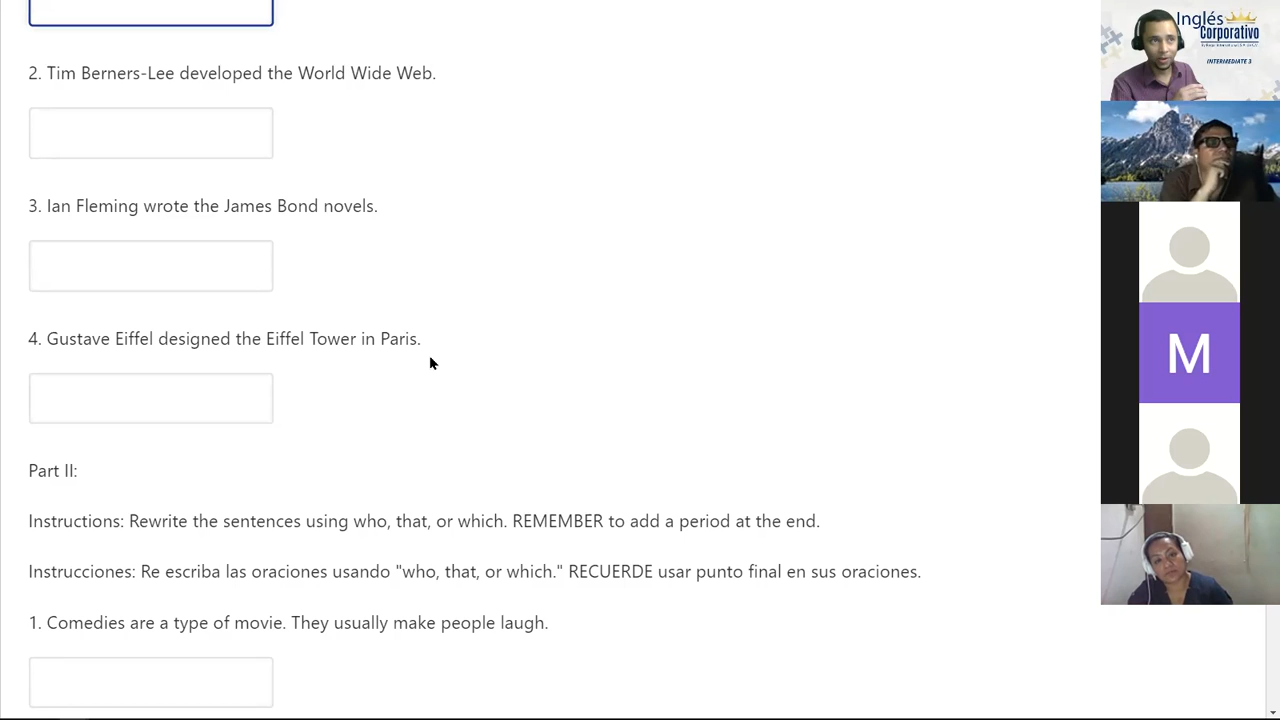 2. Tim Berners-Lee developed the World Wide Web.
3. Ian Fleming wrote the James Bond novels.
4. Gustave Eiffel designed the Eiffel Tower in Paris.
Part II:
Instructions: Rewrite the sentences using who, that, or which. REMEMBER to add a period at the end.
Instrucciones: Re escriba las oraciones usando "who, that, or which." RECUERDE usar punto final en sus oraciones.
1. Comedies are a type of movie. They usually make people laugh.
Inglés
Corporativo
INTERMEDIATE 3
M